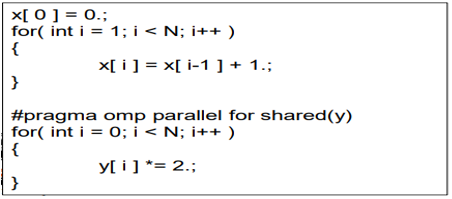 x[ 0 ] = 0.;
for( int i = 1; i < N; i++ )
{
x[ i ] = x[ i-1 ] + 1.;
}
#pragma omp parallel for shared(y)
for( int i = 0; i < N; i++ )
{
y[ i ] *= 2.;
}